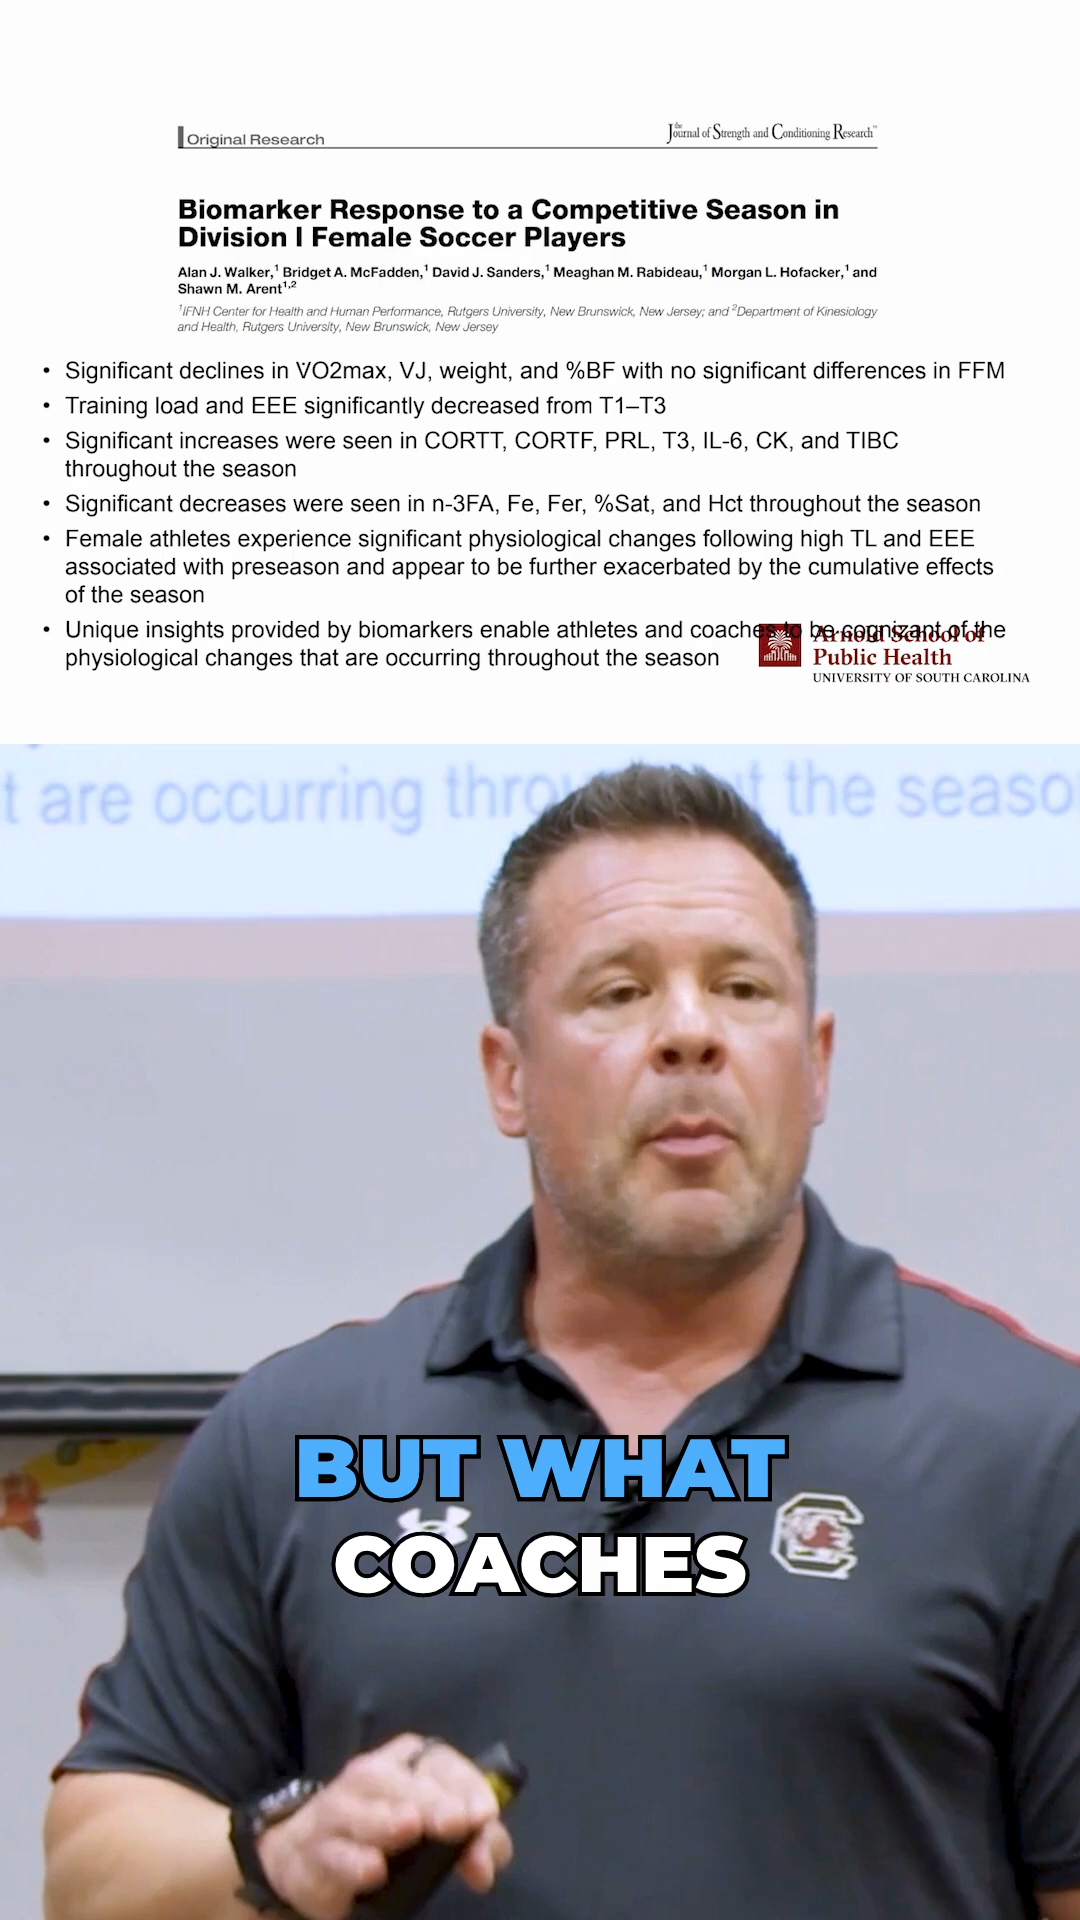 Original Research
the Journal of Strength and Conditioning Research™
Biomarker Response to a Competitive Season in
Division I Female Soccer Players
Alan J. Walker,¹ Bridget A. McFadden,¹ David J. Sanders,¹ Meaghan M. Rabideau,¹ Morgan L. Hofacker,¹ and
Shawn M. Arent¹,²
¹IFNH Center for Health and Human Performance, Rutgers University, New Brunswick, New Jersey; and ²Department of Kinesiology
and Health, Rutgers University, New Brunswick, New Jersey
• Significant declines in V̇O2max, VJ, weight, and %BF with no significant differences in FFM
• Training load and EEE significantly decreased from T1–T3
• Significant increases were seen in CORTT, CORTF, PRL, T3, IL-6, CK, and TIBC
throughout the season
• Significant decreases were seen in n-3FA, Fe, Fer, %Sat, and Hct throughout the season
• Female athletes experience significant physiological changes following high TL and EEE
associated with preseason and appear to be further exacerbated by the cumulative effects
of the season
• Unique insights provided by biomarkers enable athletes and coaches to be cognizant of the
physiological changes that are occurring throughout the season
Arnold School of
Public Health
UNIVERSITY OF SOUTH CAROLINA
t are occurring throughout the seaso
BUT WHAT
COACHES